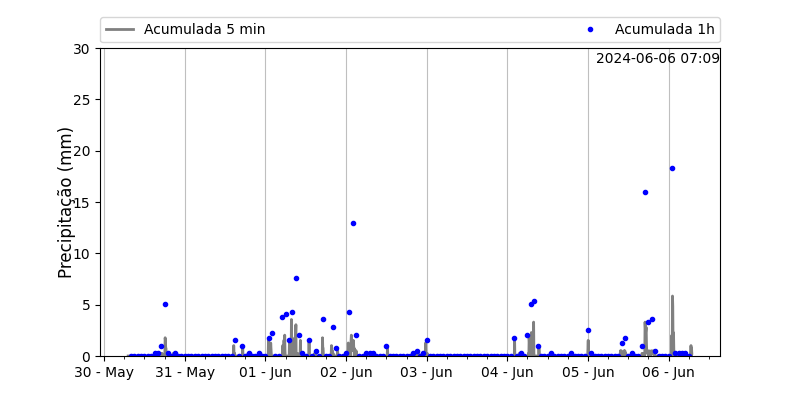 Acumulada 5 min
Acumulada 1h
2024-06-06 07:09
Precipitação (mm)
30
25
20
15
10
5
0
30 - May
31 - May
01 - Jun
02 - Jun
03 - Jun
04 - Jun
05 - Jun
06 - Jun